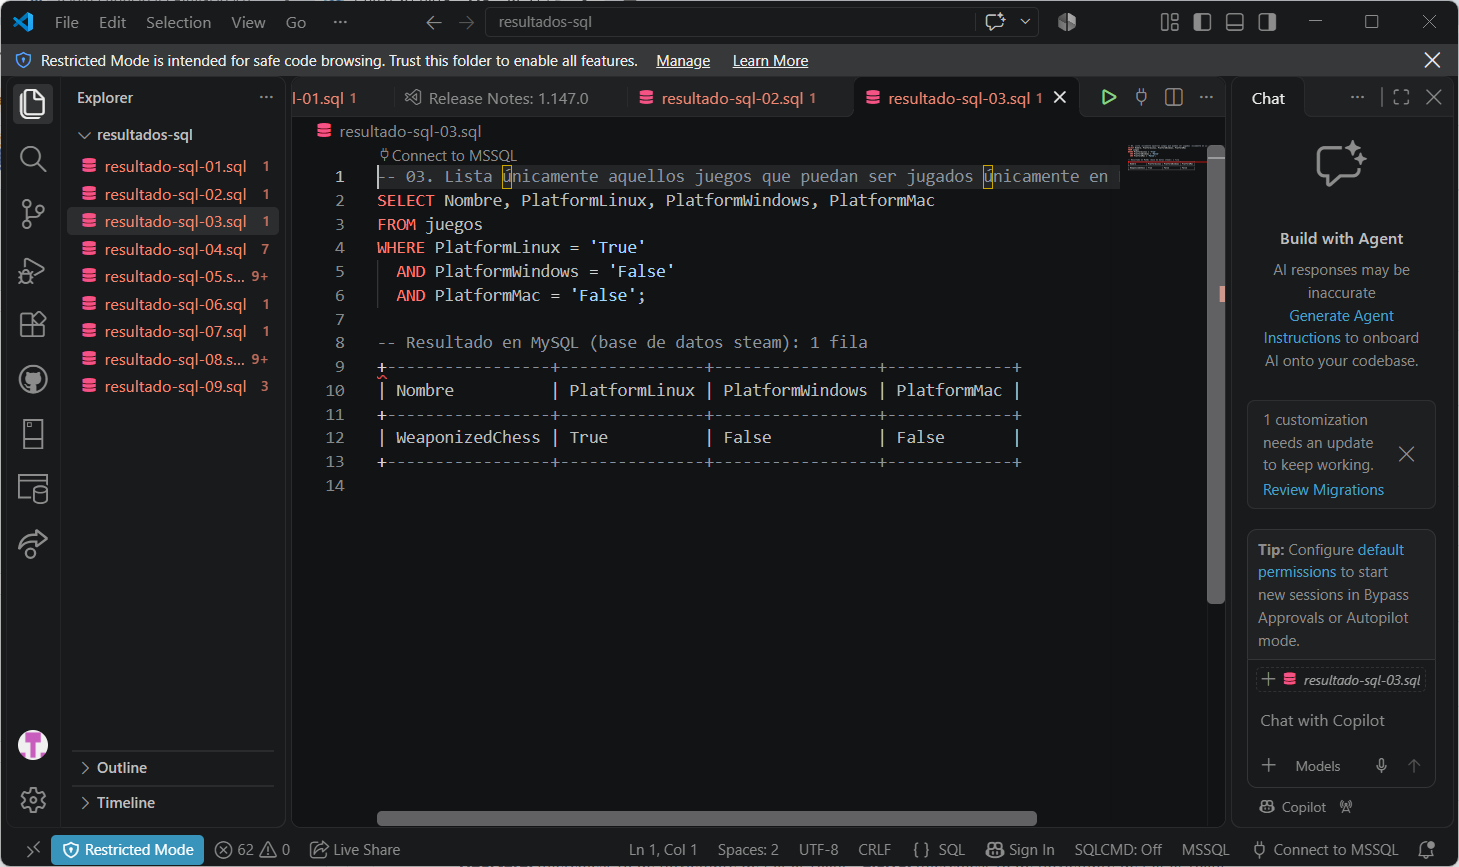 File Edit Selection View Go ··· resultados-sql
Restricted Mode is intended for safe code browsing. Trust this folder to enable all features. Manage Learn More
Explorer
resultados-sql
resultado-sql-01.sql 1
resultado-sql-02.sql 1
resultado-sql-03.sql 1
resultado-sql-04.sql 7
resultado-sql-05.s... 9+
resultado-sql-06.sql 1
resultado-sql-07.sql 1
resultado-sql-08.s... 9+
resultado-sql-09.sql 3
Outline
Timeline
l-01.sql 1 Release Notes: 1.147.0 resultado-sql-02.sql 1 resultado-sql-03.sql 1
resultado-sql-03.sql
Connect to MSSQL
1 -- 03. Lista únicamente aquellos juegos que puedan ser jugados únicamente en
2 SELECT Nombre, PlatformLinux, PlatformWindows, PlatformMac
3 FROM juegos
4 WHERE PlatformLinux = 'True'
5 AND PlatformWindows = 'False'
6 AND PlatformMac = 'False';
7
8 -- Resultado en MySQL (base de datos steam): 1 fila
9 +-----------------+---------------+-----------------+-------------+
10 | Nombre | PlatformLinux | PlatformWindows | PlatformMac |
11 +-----------------+---------------+-----------------+-------------+
12 | WeaponizedChess | True | False | False |
13 +-----------------+---------------+-----------------+-------------+
14
Chat
Build with Agent
AI responses may be
inaccurate
Generate Agent
Instructions to onboard
AI onto your codebase.
1 customization
needs an update
to keep working.
Review Migrations
Tip: Configure default
permissions to start
new sessions in Bypass
Approvals or Autopilot
mode.
resultado-sql-03.sql
Chat with Copilot
Models
Copilot
Restricted Mode 62 0 Live Share Ln 1, Col 1 Spaces: 2 UTF-8 CRLF {} SQL Sign In SQLCMD: Off MSSQL Connect to MSSQL